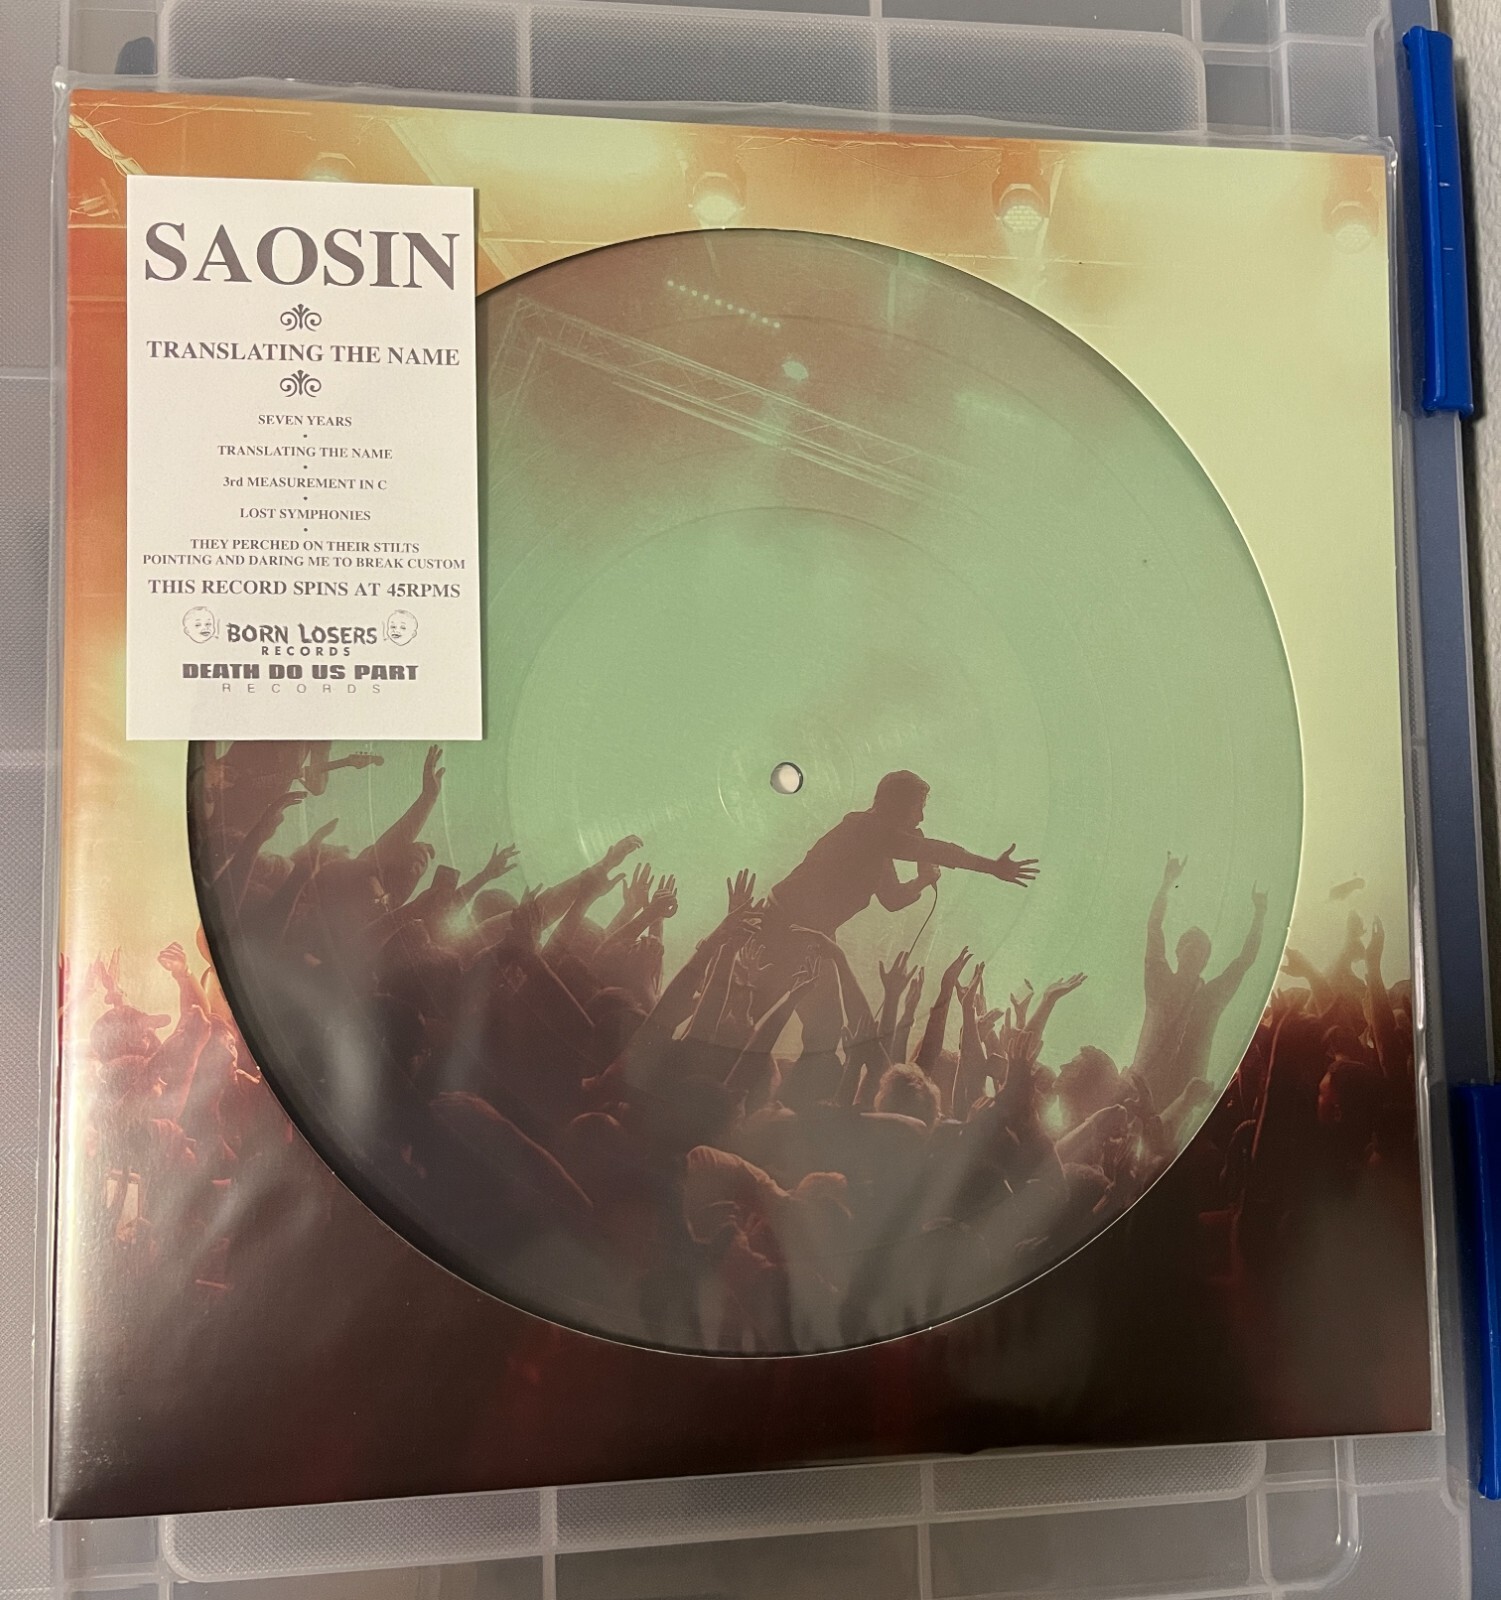 SAOSIN
TRANSLATING THE NAME
SEVEN YEARS
•
TRANSLATING THE NAME
•
3rd MEASUREMENT IN C
•
LOST SYMPHONIES
•
THEY PERCHED ON THEIR STILTS
POINTING AND DARING ME TO BREAK CUSTOM
THIS RECORD SPINS AT 45RPMS
BORN LOSERS
RECORDS
DEATH DO US PART
RECORDS